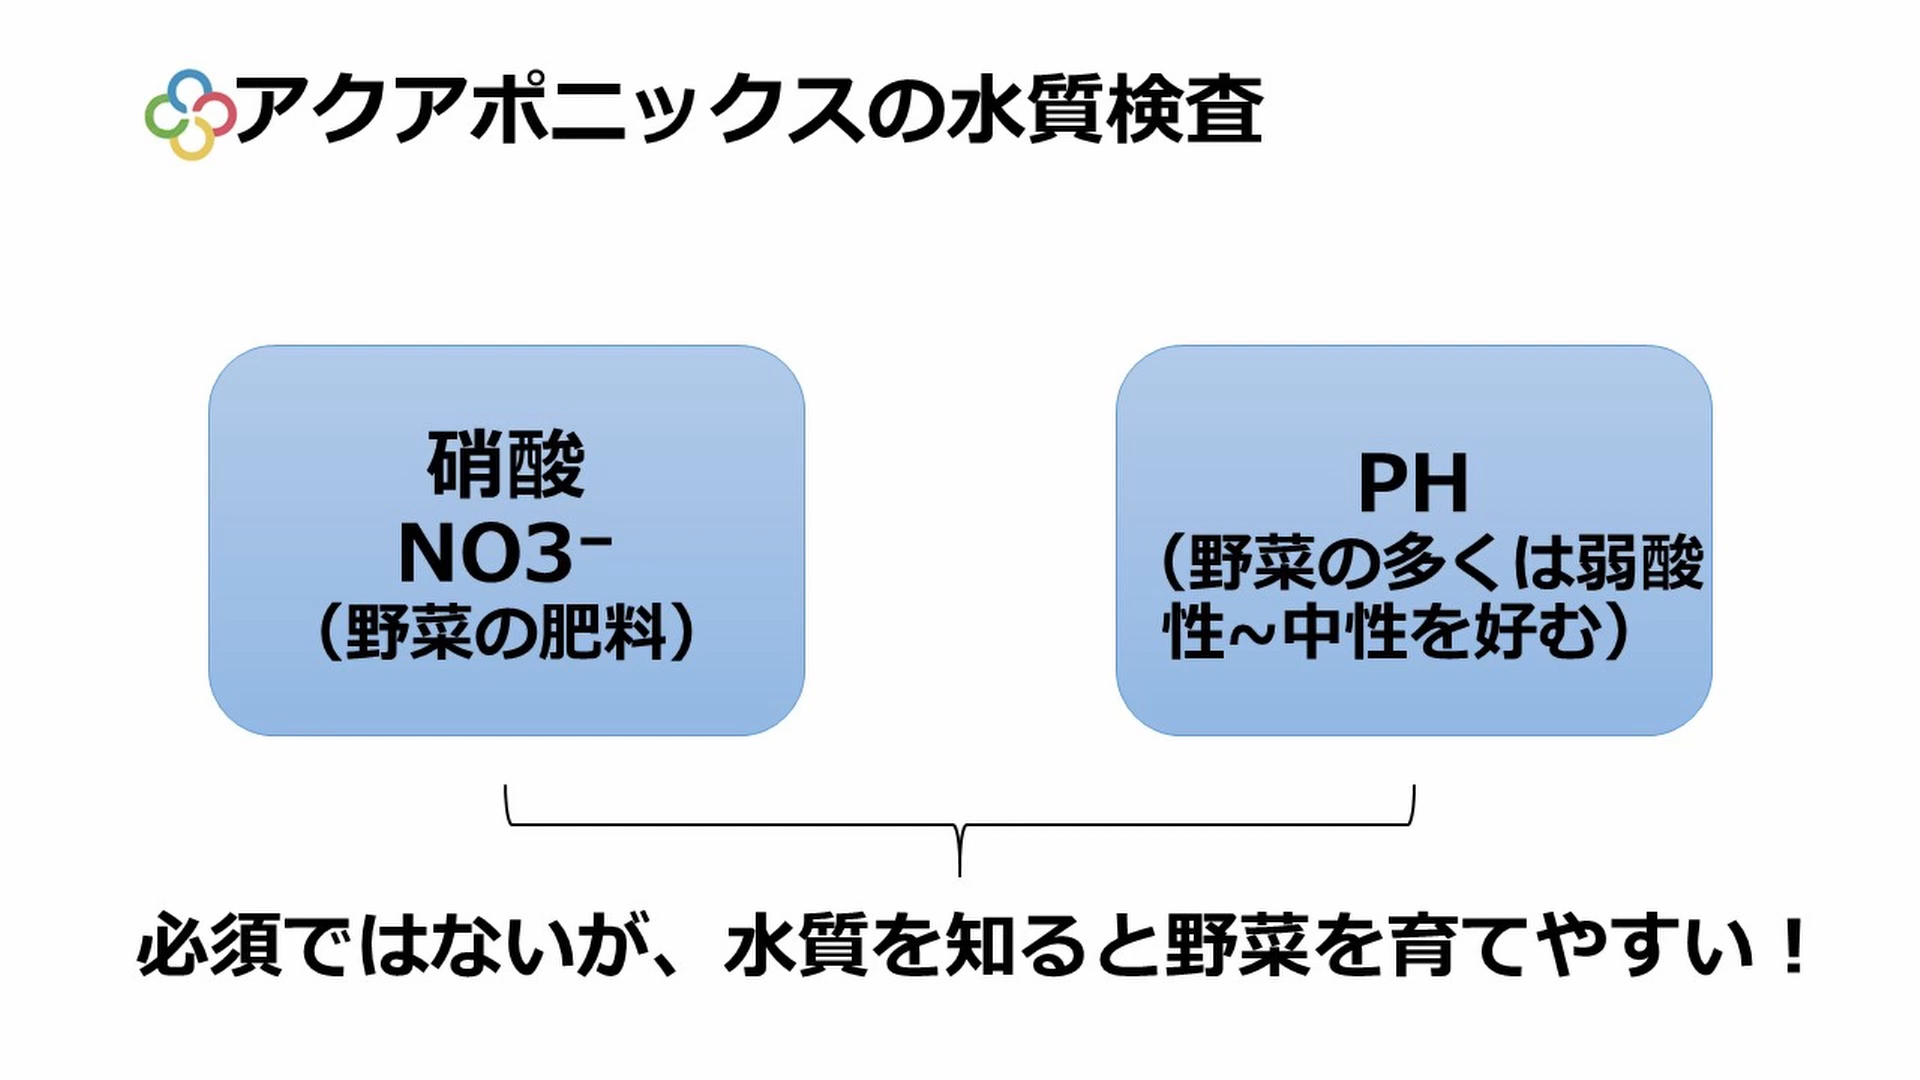 アクアポニックスの水質検査
硝酸
NO3⁻
（野菜の肥料）
PH
（野菜の多くは弱酸
性~中性を好む）
必須ではないが、水質を知ると野菜を育てやすい！